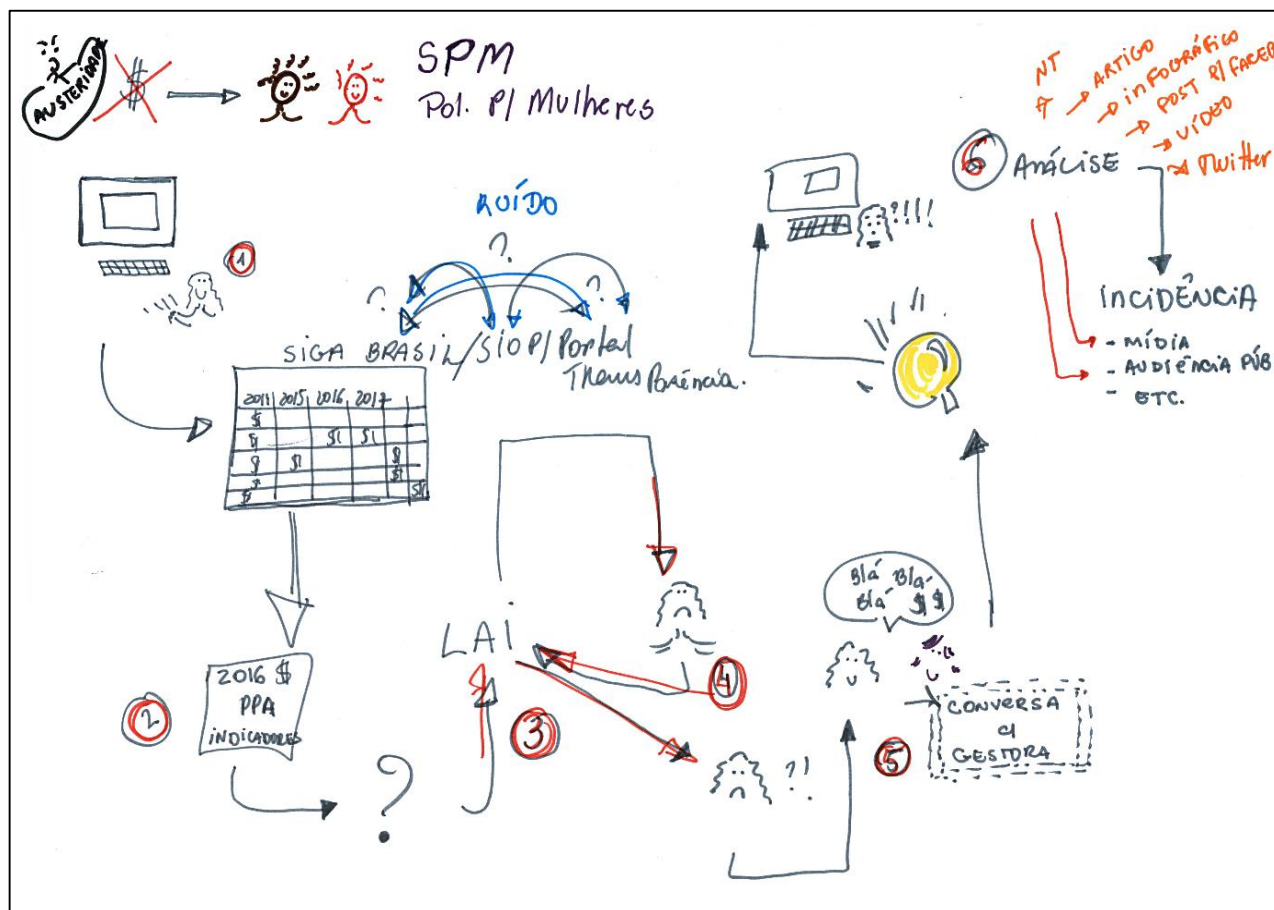 AUSTERIDADE $
SPM
Pol. P/ Mulheres
1
RUÍDO
? ? ?
SIGA BRASIL/SIOP/Portal
Transparência.
2014 2015 2016 2017
$
$ $ $
$ $ $
$ $
$ $
2
2016 $
PPA
INDICADORES
?
LAI
3
4
?!
Blá Blá
Blá $$
5
CONVERSA
C/
GESTORA
?!!!!
6 ANÁLISE
NT
ARTIGO
INFOGRÁFICO
POST P/ FACEB
VÍDEO
Twitter
INCIDÊNCIA
- MÍDIA
- AUDIÊNCIA PÚB
- ETC.